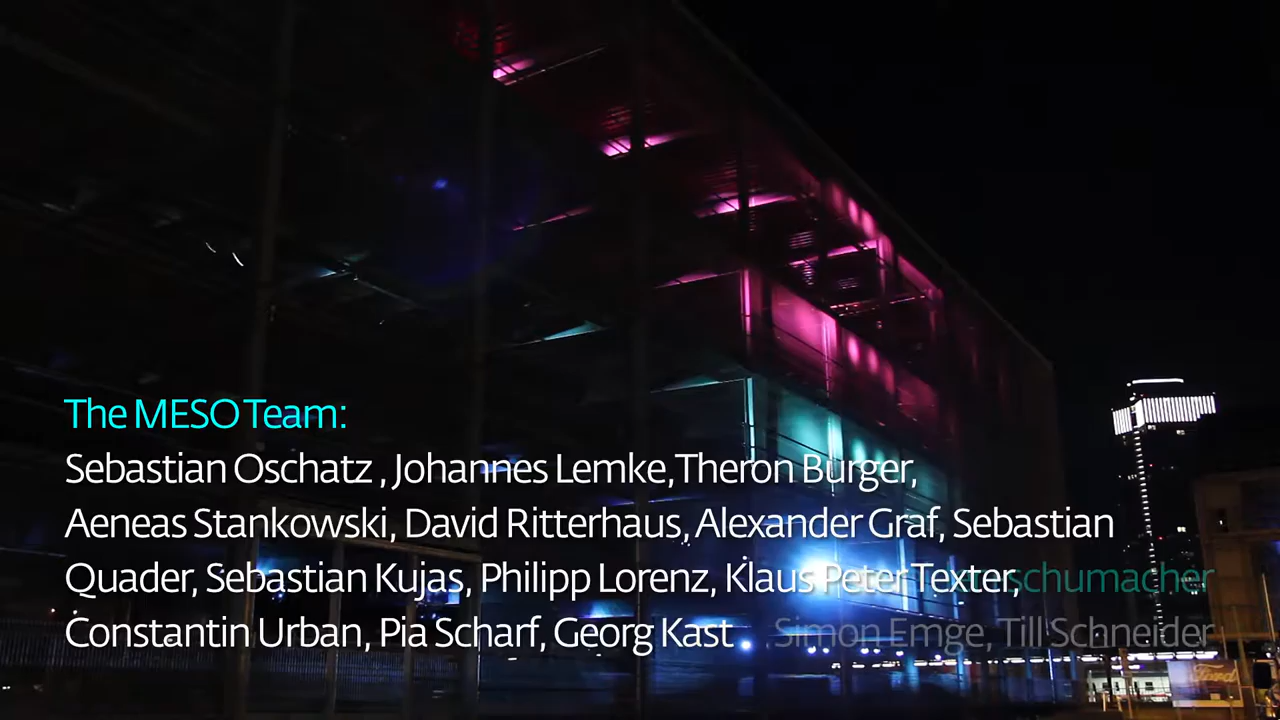 The MESO Team:
Sebastian Oschatz , Johannes Lemke,Theron Burger,
Aeneas Stankowski, David Ritterhaus, Alexander Graf, Sebastian
Quader, Sebastian Kujas, Philipp Lorenz, Klaus Peter Texter,
schumacher
Constantin Urban, Pia Scharf, Georg Kast
Simon Emge, Till Schneider
Ford